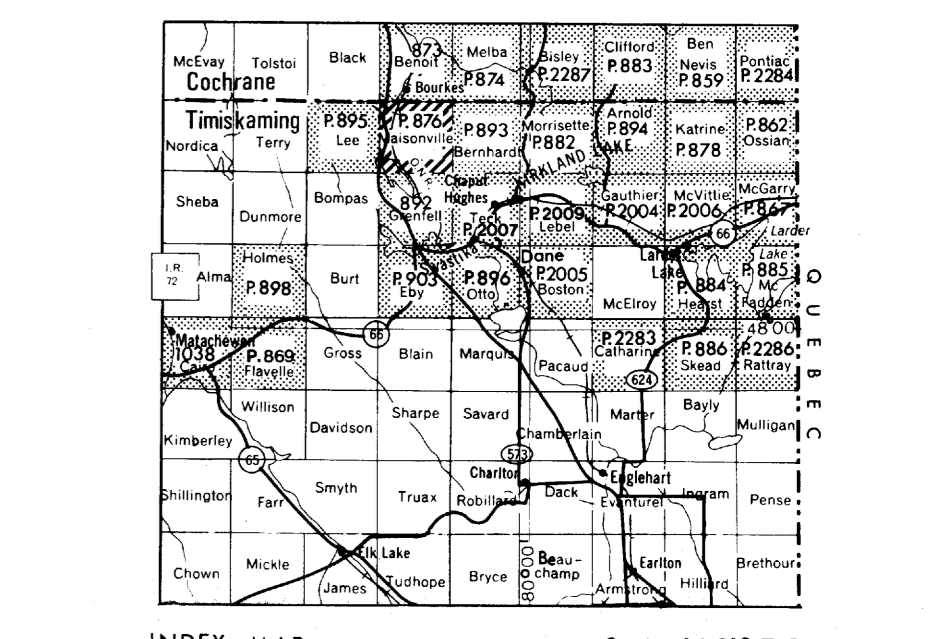 McEvay Tolstoi Black 873 Benoit Melba P.874 Bisley P.2287 Clifford P.883 Ben Nevis P.859 Pontiac P.2284
Cochrane
Bourkes
Timiskaming
Nordica Terry P.895 Lee P.876 Maisonville P.893 Bernhardt Morrisette P.882 Arnold P.894 Katrine P.878 P.862 Ossian
KIRKLAND LAKE
O.N.R.
Sheba Dunmore Bompas 892 Grenfell Chaput Hughes Teck P.2007 P.2009 Lebel Gauthier P.2004 McVittie P.2006 McGarry P.867
66
Larder Lake
Swastika
Dane
Larder Lake
I.R. 72
Alma Holmes P.898 Burt P.903 Eby P.896 Otto P.2005 Boston McElroy P.884 Hearst P.885 Mc Fadden
48°00'
QUEBEC
66
Matachewan
1038 Cairo P.869 Flavelle Gross Blain Marquis Pacaud P.2283 Catharine P.886 Skead P.2286 Rattray
624
Kimberley Willison Davidson Sharpe Savard Chamberlain Marter Bayly Mulligan
65
573
Charlton
Englehart
Shillington Farr Smyth Truax Robillard Dack Evanturel Ingram Pense
Elk Lake
Earlton
Chown Mickle James Tudhope Bryce Beauchamp Armstrong Hilliard Brethour
80°00'
INDEX MAP